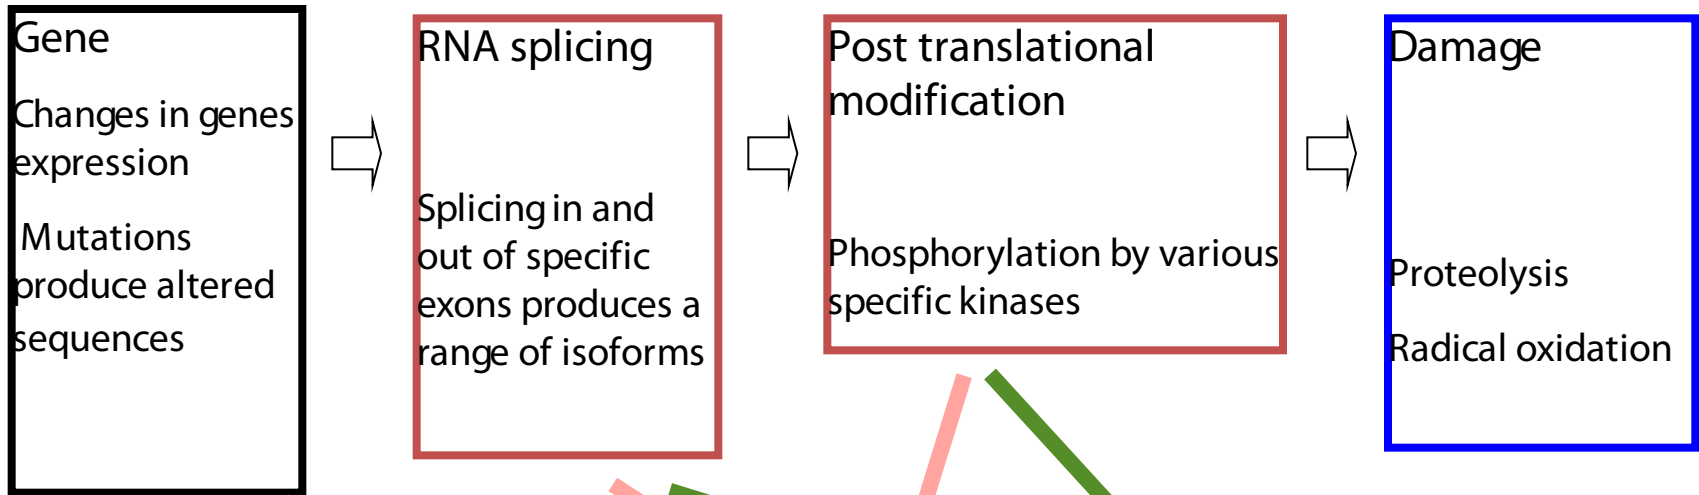 Gene
Changes in genes
expression
Mutations
produce altered
sequences
RNA splicing
Splicing in and
out of specific
exons produces a
range of isoforms
Post translational
modification
Phosphorylation by various
specific kinases
Damage
Proteolysis
Radical oxidation